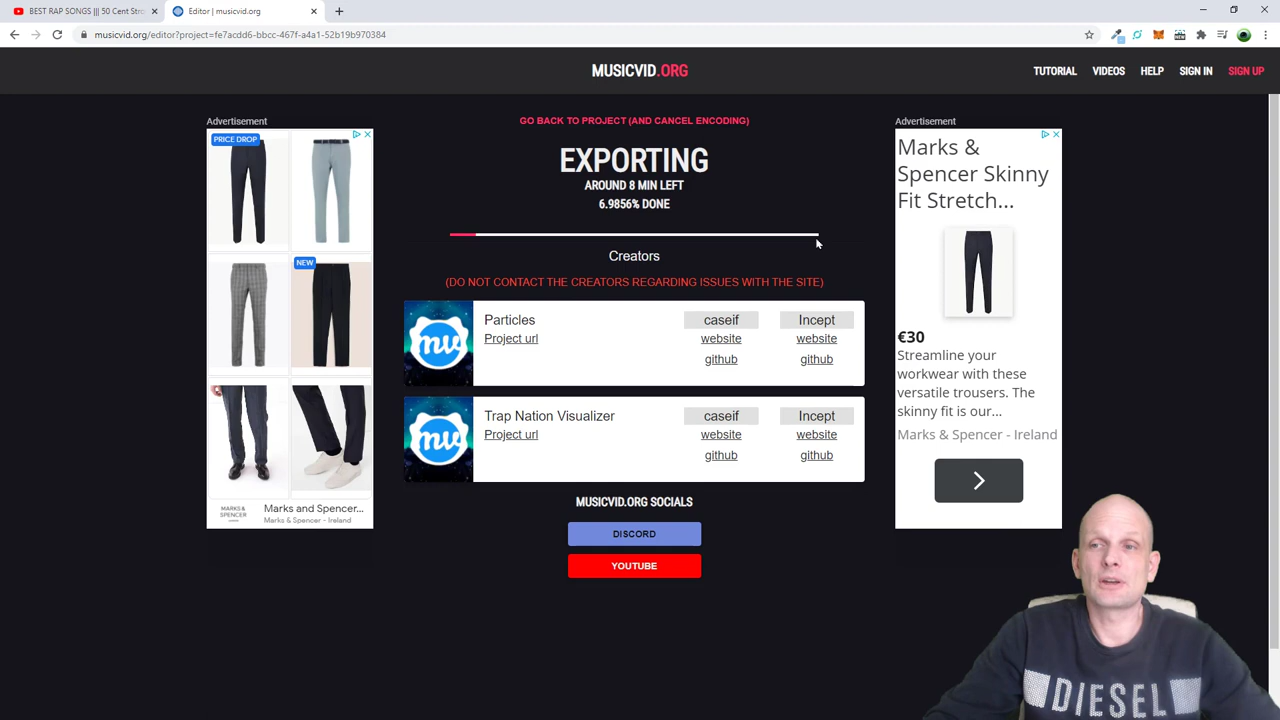 BEST RAP SONGS ||| 50 Cent Stro
Editor | musicvid.org
musicvid.org/editor?project=fe7acdd6-bbcc-467f-a4a1-52b19b970384
MUSICVID.ORG
TUTORIAL
VIDEOS
HELP
SIGN IN
SIGN UP
Advertisement
PRICE DROP
NEW
Marks and Spencer...
Marks & Spencer - Ireland
GO BACK TO PROJECT (AND CANCEL ENCODING)
EXPORTING
AROUND 8 MIN LEFT
6.9856% DONE
Creators
(DO NOT CONTACT THE CREATORS REGARDING ISSUES WITH THE SITE)
Particles
Project url
caseif
website
github
Incept
website
github
Trap Nation Visualizer
Project url
caseif
website
github
Incept
website
github
MUSICVID.ORG SOCIALS
DISCORD
YOUTUBE
Advertisement
Marks &
Spencer Skinny
Fit Stretch...
€30
Streamline your
workwear with these
versatile trousers. The
skinny fit is our...
Marks & Spencer - Ireland
DIESEL